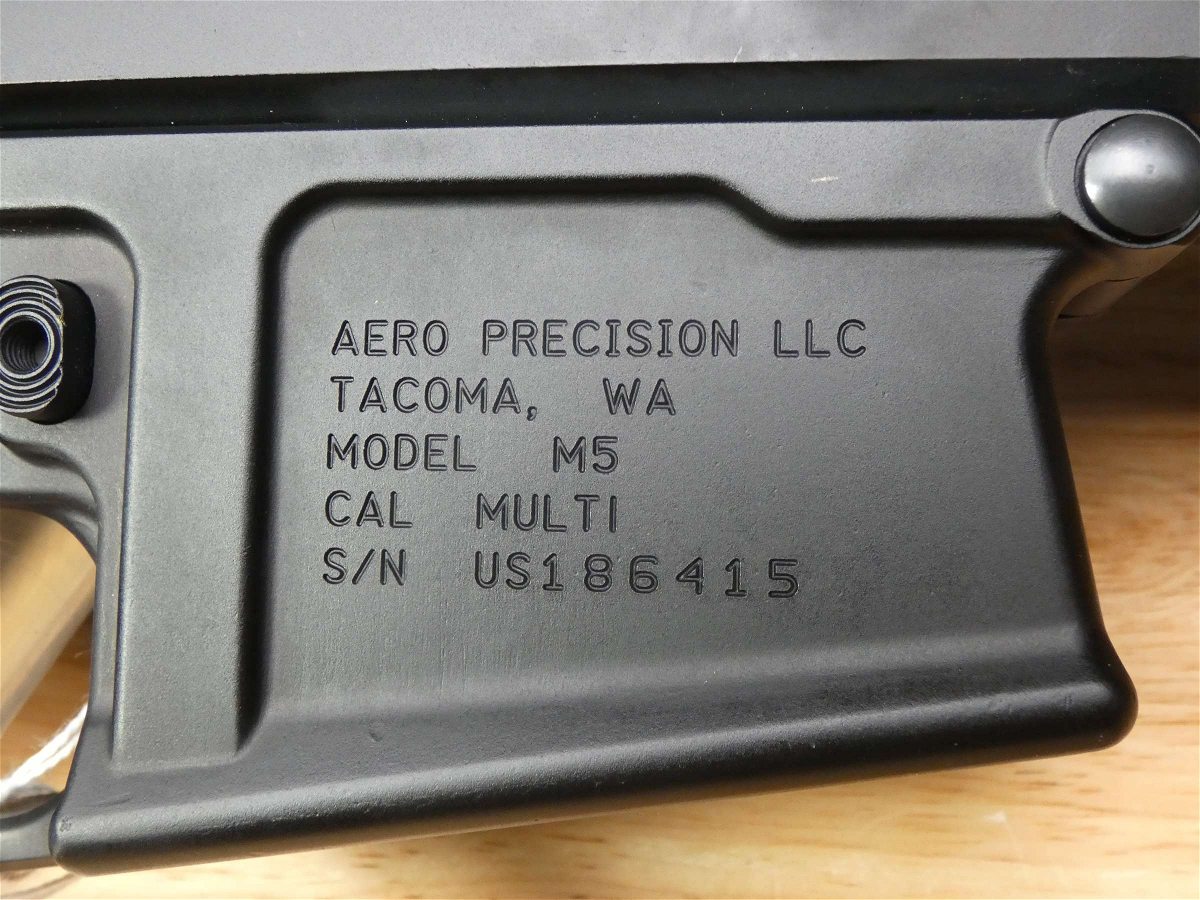 AERO PRECISION LLC
TACOMA, WA
MODEL M5
CAL MULTI
S/N US186415